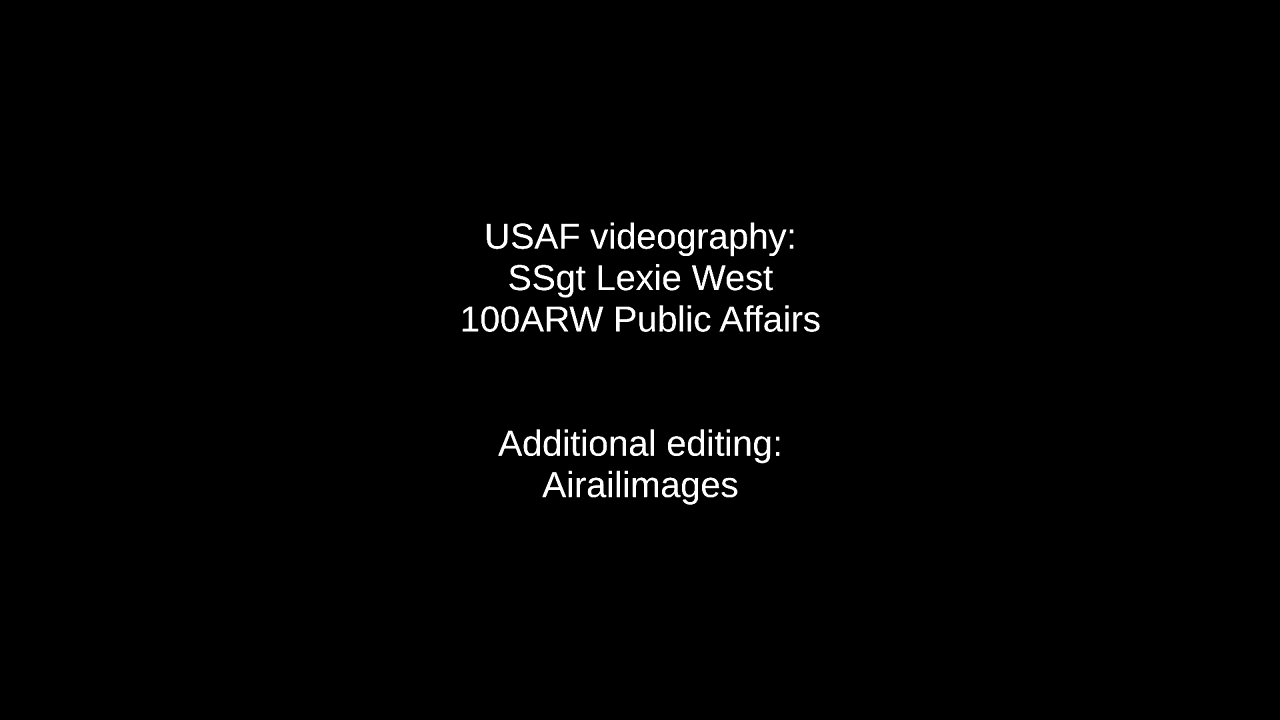 USAF videography:
SSgt Lexie West
100ARW Public Affairs
Additional editing:
Airailimages